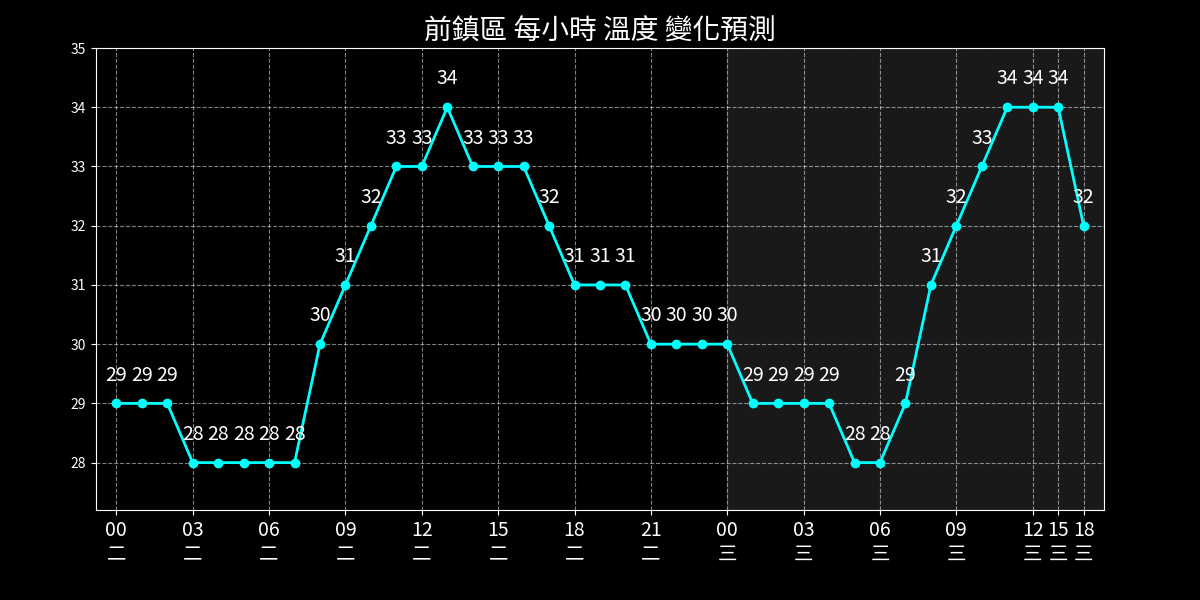 前鎮區 每小時 溫度 變化預測
35
34
34 34 34 34
33 33 33 33 33 33
33
32 32 32 32
32
31 31 31 31 31
31
30 30 30 30 30
30
29 29 29 29 29 29 29 29
29
28 28 28 28 28 28 28
28
00 03 06 09 12 15 18 21 00 03 06 09 12 15 18
二 二 二 二 二 二 二 二 三 三 三 三 三 三 三